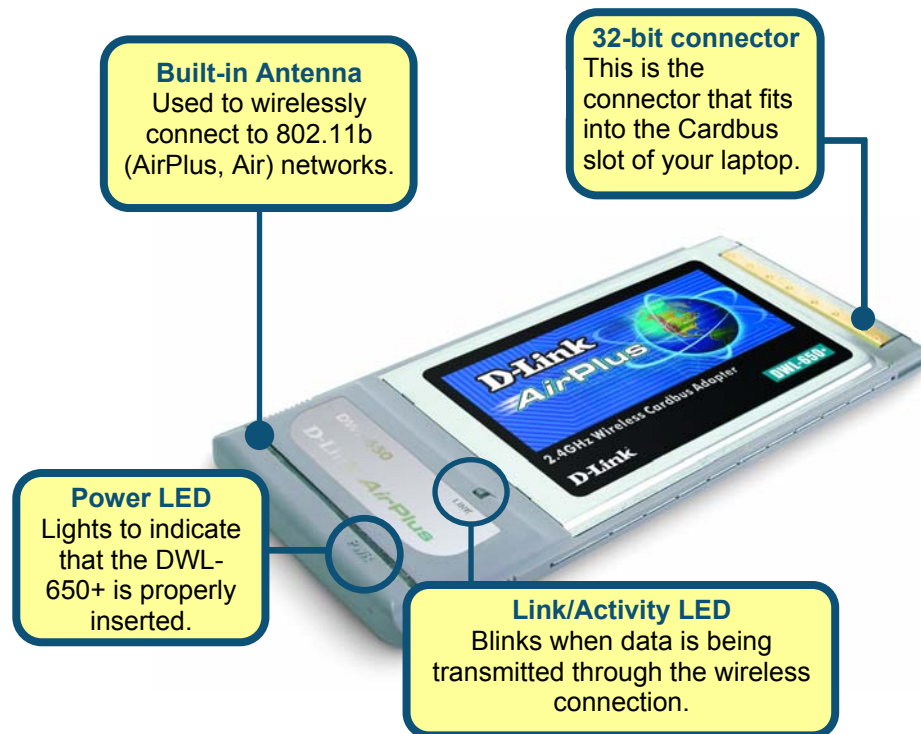 Built-in Antenna
Used to wirelessly
connect to 802.11b
(AirPlus, Air) networks.
32-bit connector
This is the
connector that fits
into the Cardbus
slot of your laptop.
D-Link
AirPlus
DWL-650+
2.4GHz Wireless Cardbus Adapter
D-Link
D-Link
AirPlus
LINK
Power LED
Lights to indicate
that the DWL-
650+ is properly
inserted.
Link/Activity LED
Blinks when data is being
transmitted through the wireless
connection.